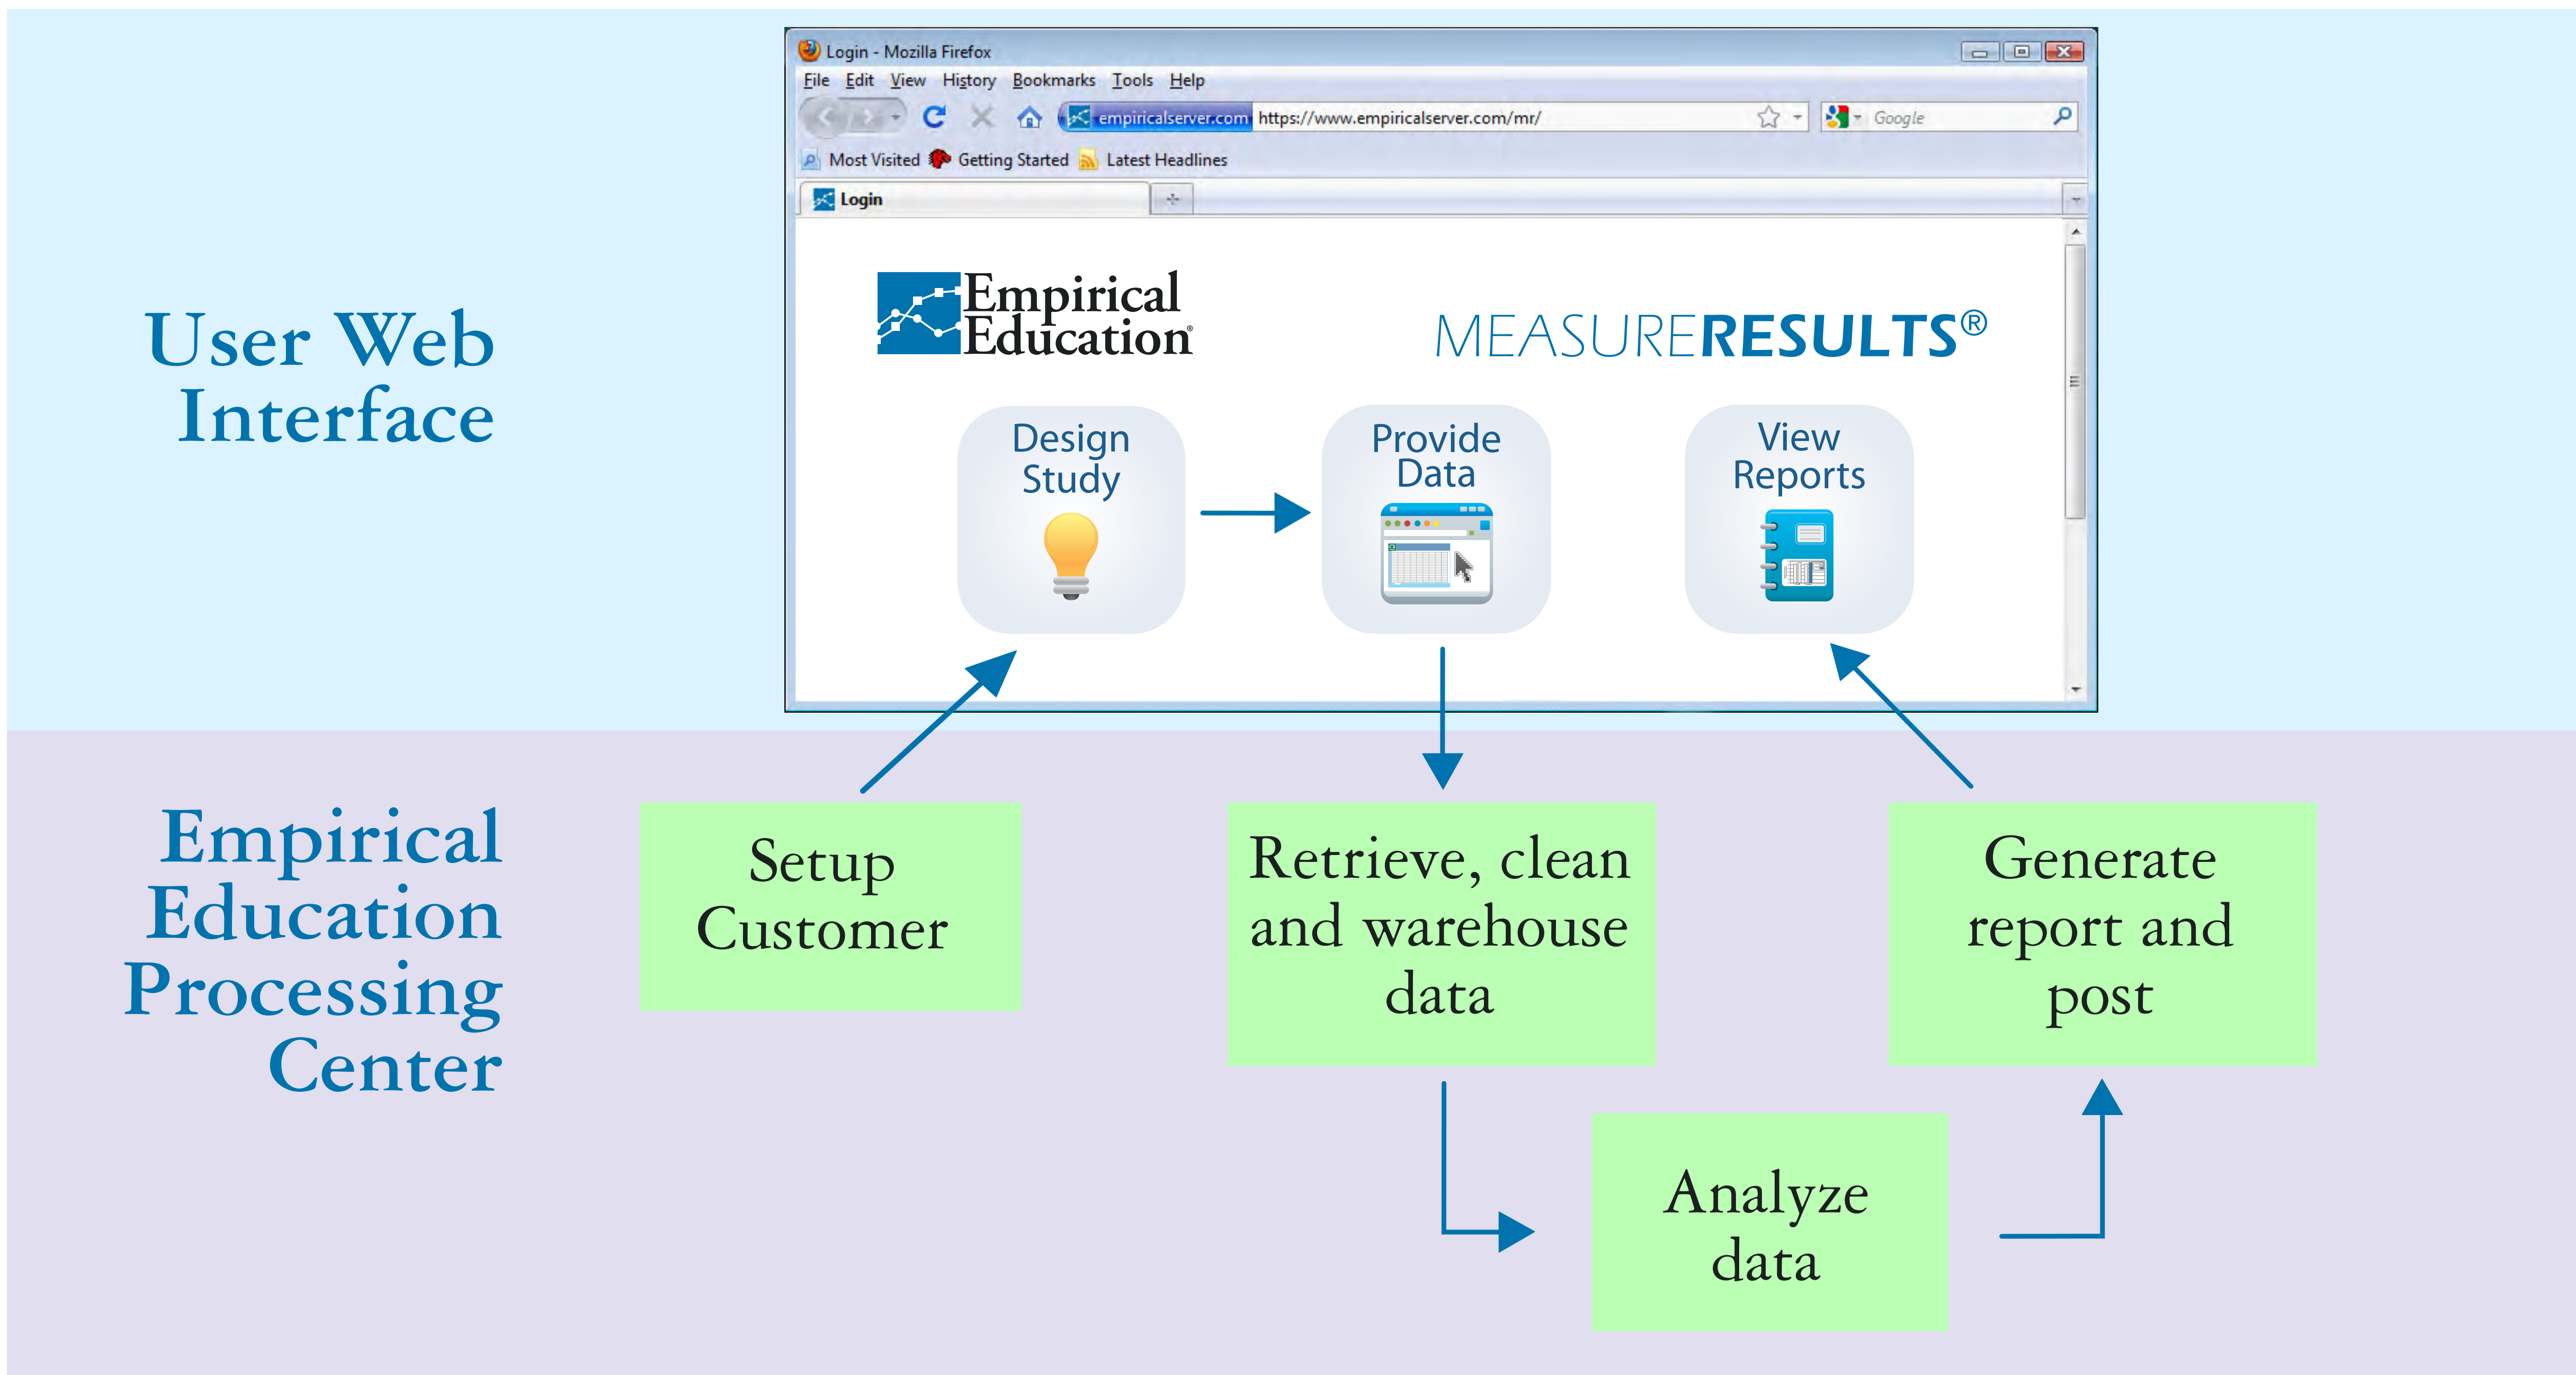 Login - Mozilla Firefox
File Edit View History Bookmarks Tools Help
empiricalserver.com https://www.empiricalserver.com/mr/
Google
Most Visited Getting Started Latest Headlines
Login
Empirical
Education®
MEASURERESULTS®
User Web
Interface
Design
Study
Provide
Data
View
Reports
Empirical
Education
Processing
Center
Setup
Customer
Retrieve, clean
and warehouse
data
Generate
report and
post
Analyze
data